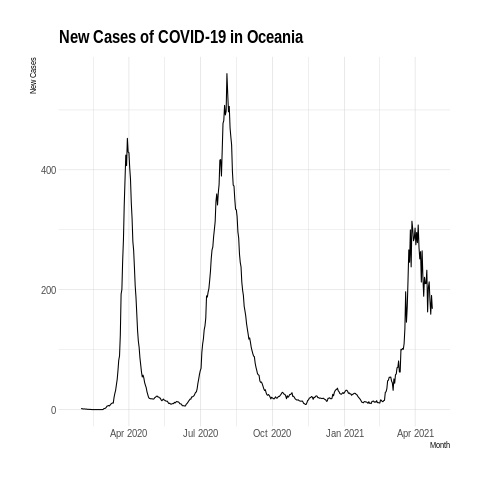 New Cases of COVID-19 in Oceania
New Cases
400
200
0
Apr 2020 Jul 2020 Oct 2020 Jan 2021 Apr 2021
Month